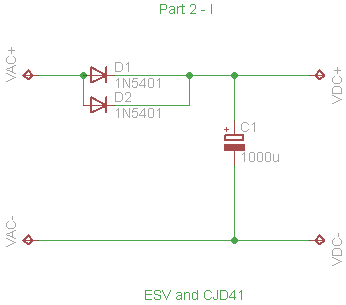 Part 2 - I
VAC+
D1
1N5401
D2
1N5401
VDC+
+
C1
1000u
VAC-
VDC-
ESV and CJD41